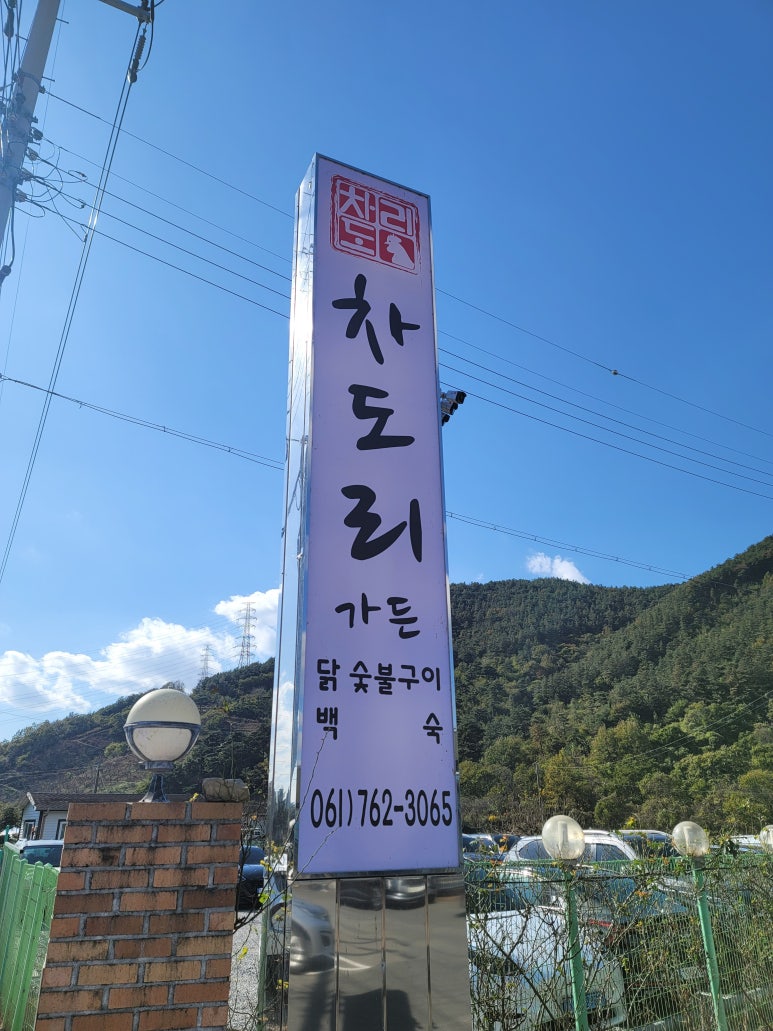 차리
도
차
도
리
가든
닭 숯불구이
백 숙
061)762-3065